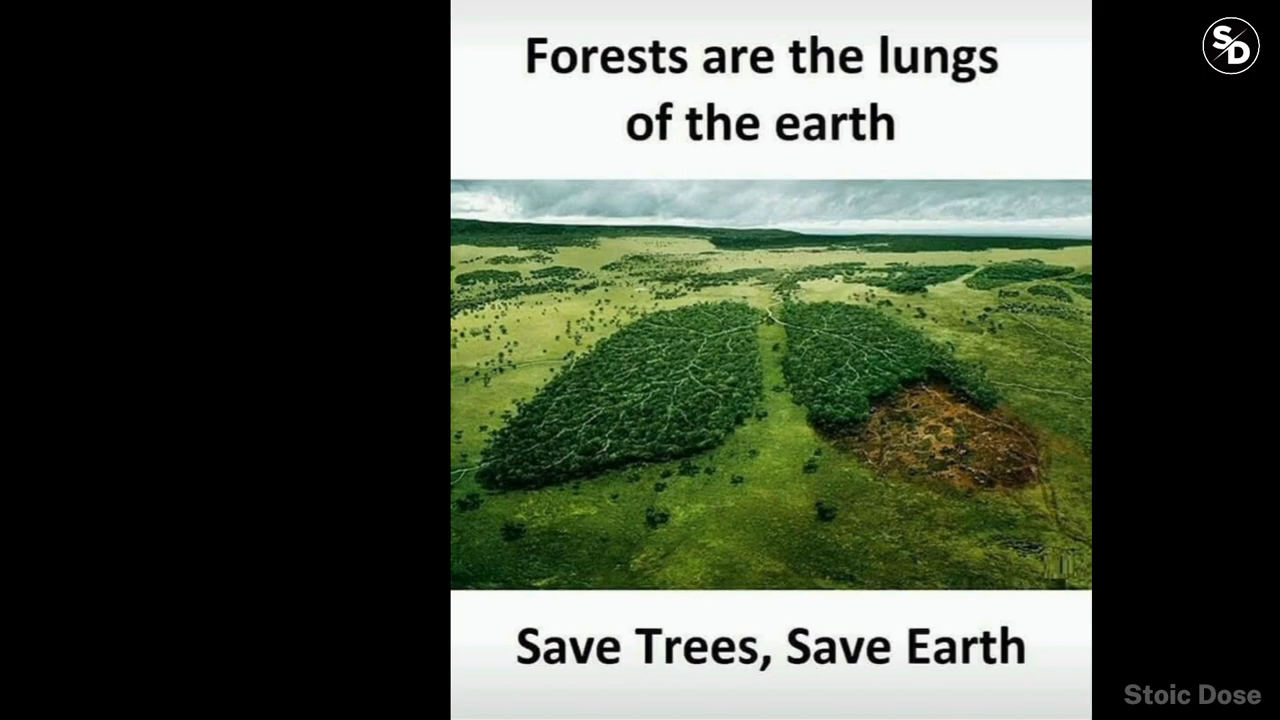 Forests are the lungs
of the earth
Save Trees, Save Earth
SD
Stoic Dose